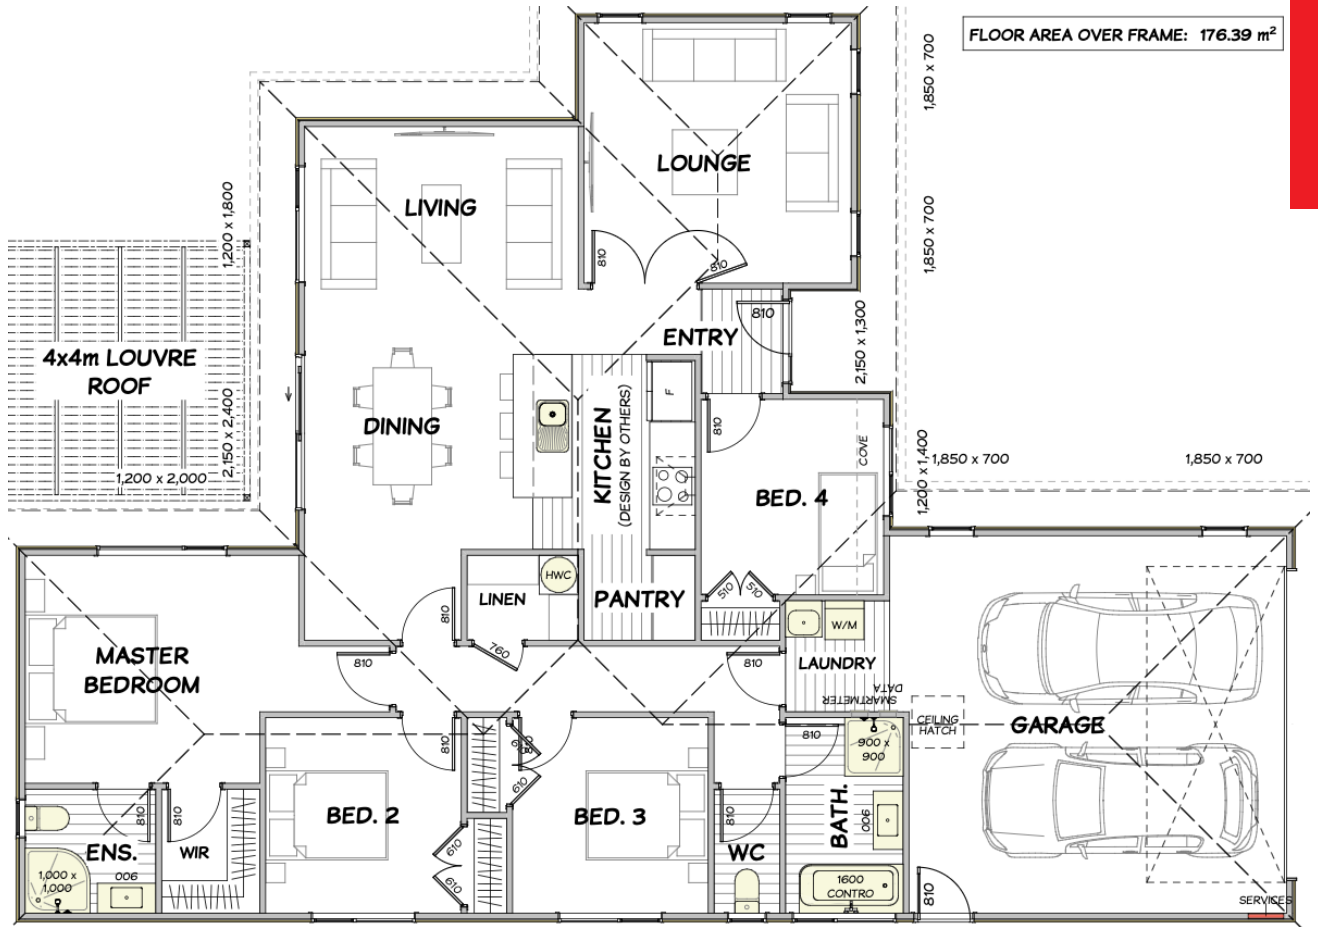 FLOOR AREA OVER FRAME: 176.39 m²
1,850 x 700
LOUNGE
LIVING
1,200 x 1,800
1,850 x 700
810
810
810
ENTRY
2,150 x 1,300
4x4m LOUVRE
ROOF
2,150 x 2,400
1,200 x 2,000
DINING
KITCHEN
(DESIGN BY OTHERS)
F
810
COVE
BED. 4
1,200 x 1,400
1,850 x 700
1,850 x 700
HWC
LINEN
PANTRY
510
510
W/M
810
760
810
810
LAUNDRY
MASTER
BEDROOM
SMARTMETER
DATA
CEILING
HATCH
GARAGE
810
810
900 x
900
610
810
810
810
BED. 2
BED. 3
BATH.
900
ENS.
WIR
WC
610
610
1,000 x
1,000
900
1600
CONTRO
810
SERVICES